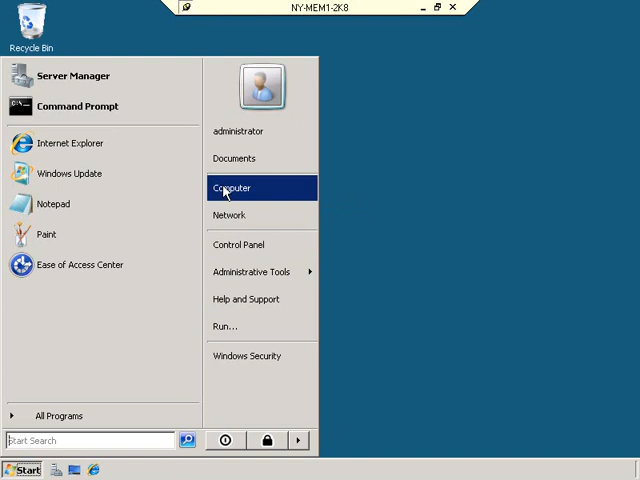 NY-MEM1-2K8
Recycle Bin
Server Manager
Command Prompt
Internet Explorer
Windows Update
Notepad
Paint
Ease of Access Center
All Programs
Start Search
administrator
Documents
Computer
Network
Control Panel
Administrative Tools
Help and Support
Run...
Windows Security
Start